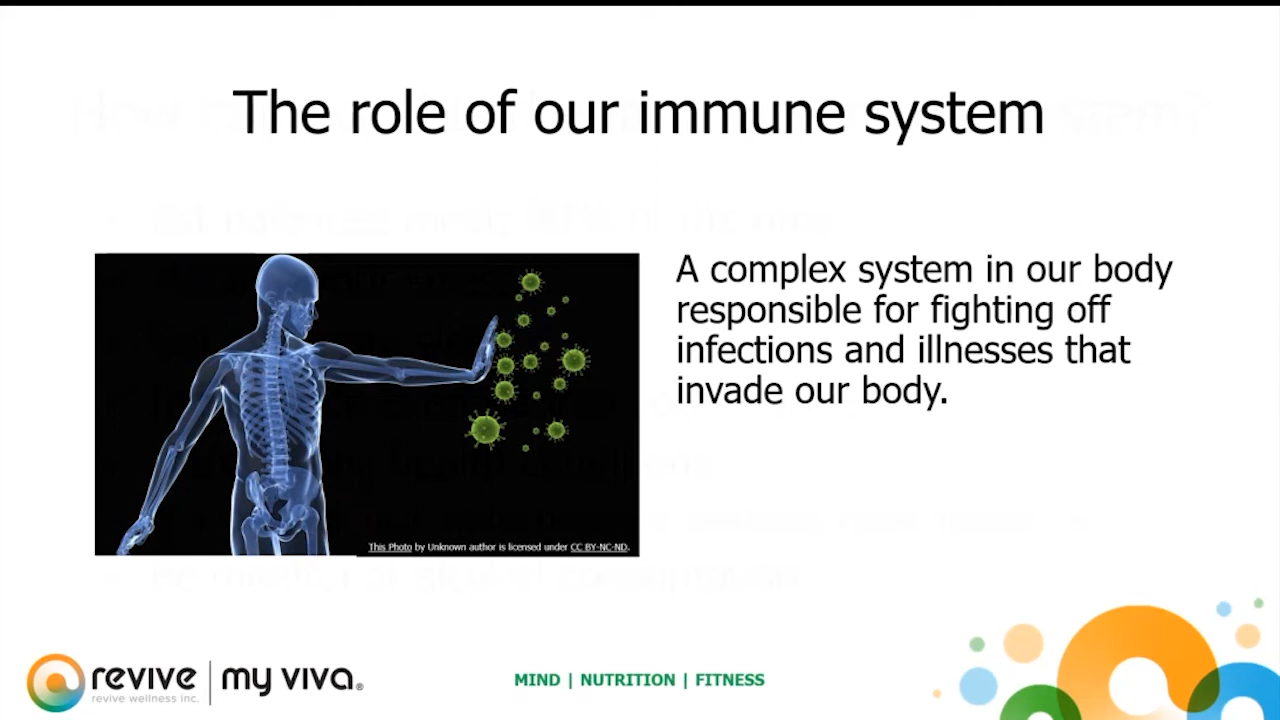 The role of our immune system
A complex system in our body
responsible for fighting off
infections and illnesses that
invade our body.
This Photo by Unknown author is licensed under CC BY-NC-ND.
revive | my viva®
revive wellness inc.
MIND | NUTRITION | FITNESS